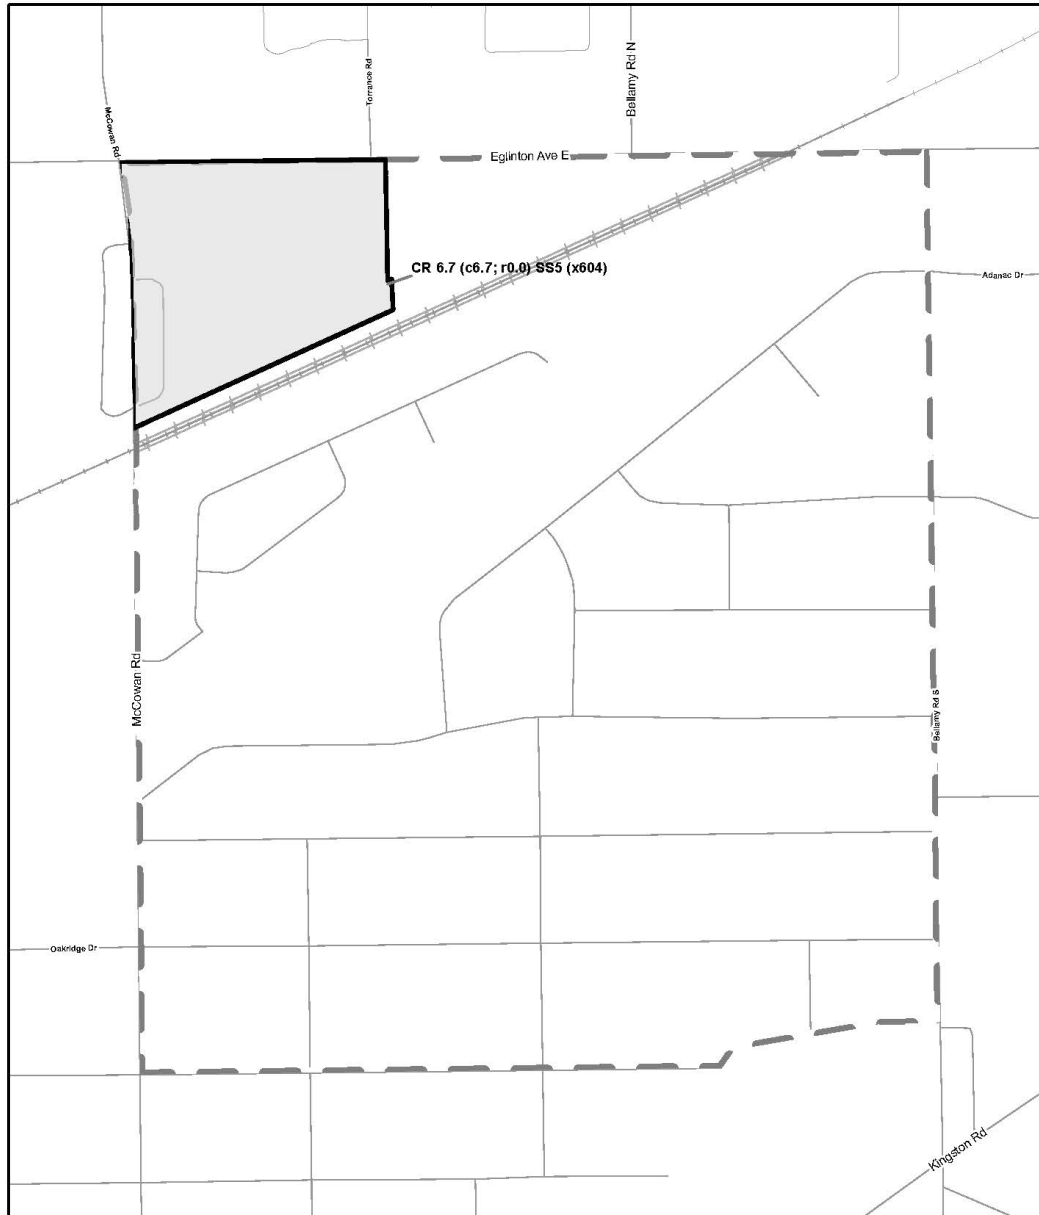 McCowan Rd
Torrance Rd
Bellamy Rd N
Eglinton Ave E
CR 6.7 (c6.7; r0.0) SS5 (x604)
Adanac Dr
McCowan Rd
Bellamy Rd S
Oakridge Dr
Kingston Rd